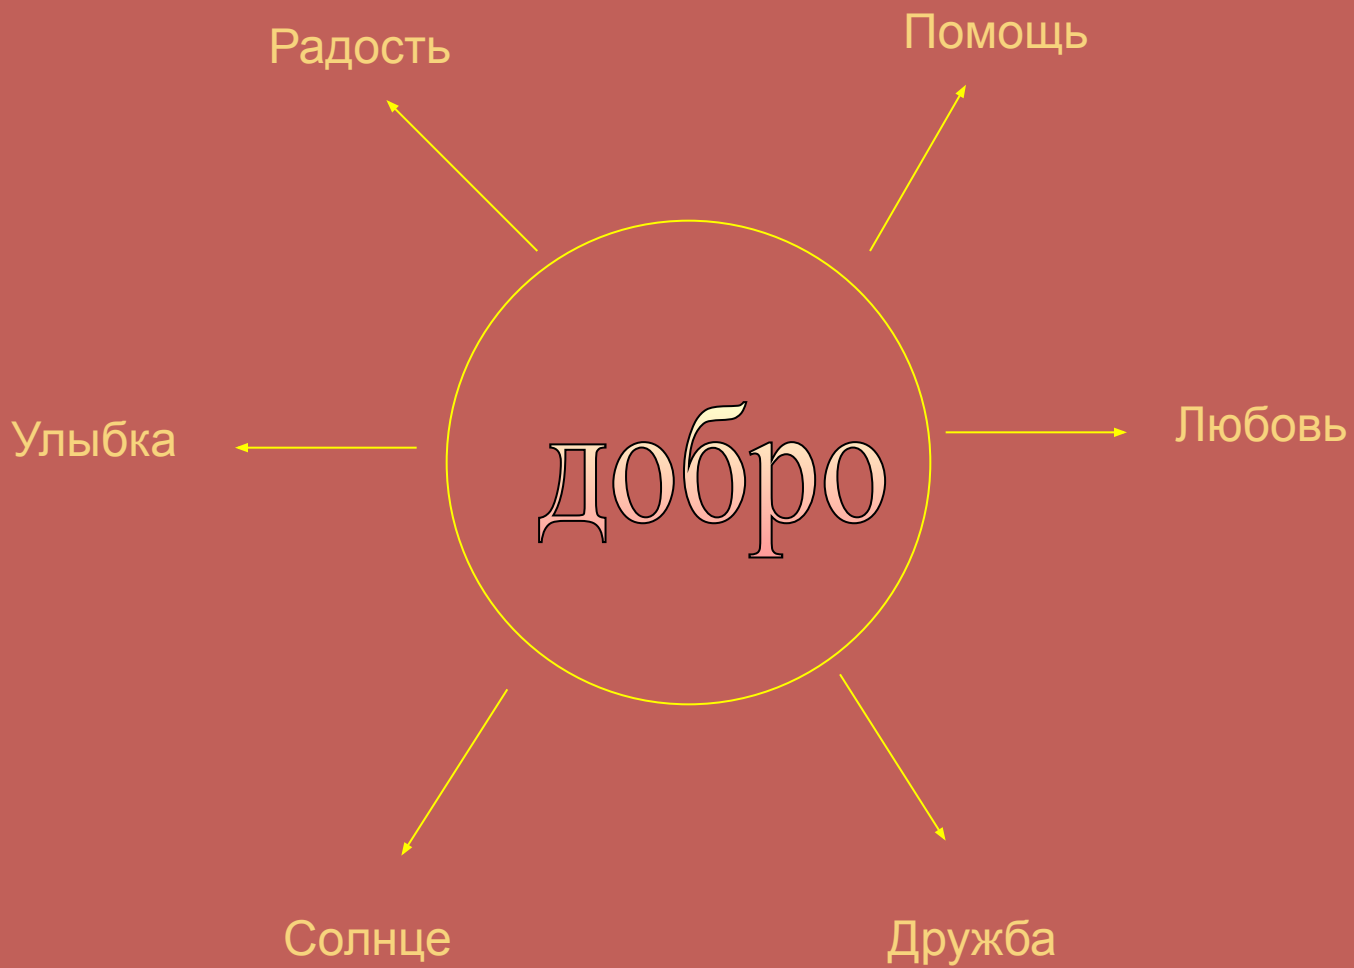 Радость
Помощь
Улыбка
добро
Любовь
Солнце
Дружба